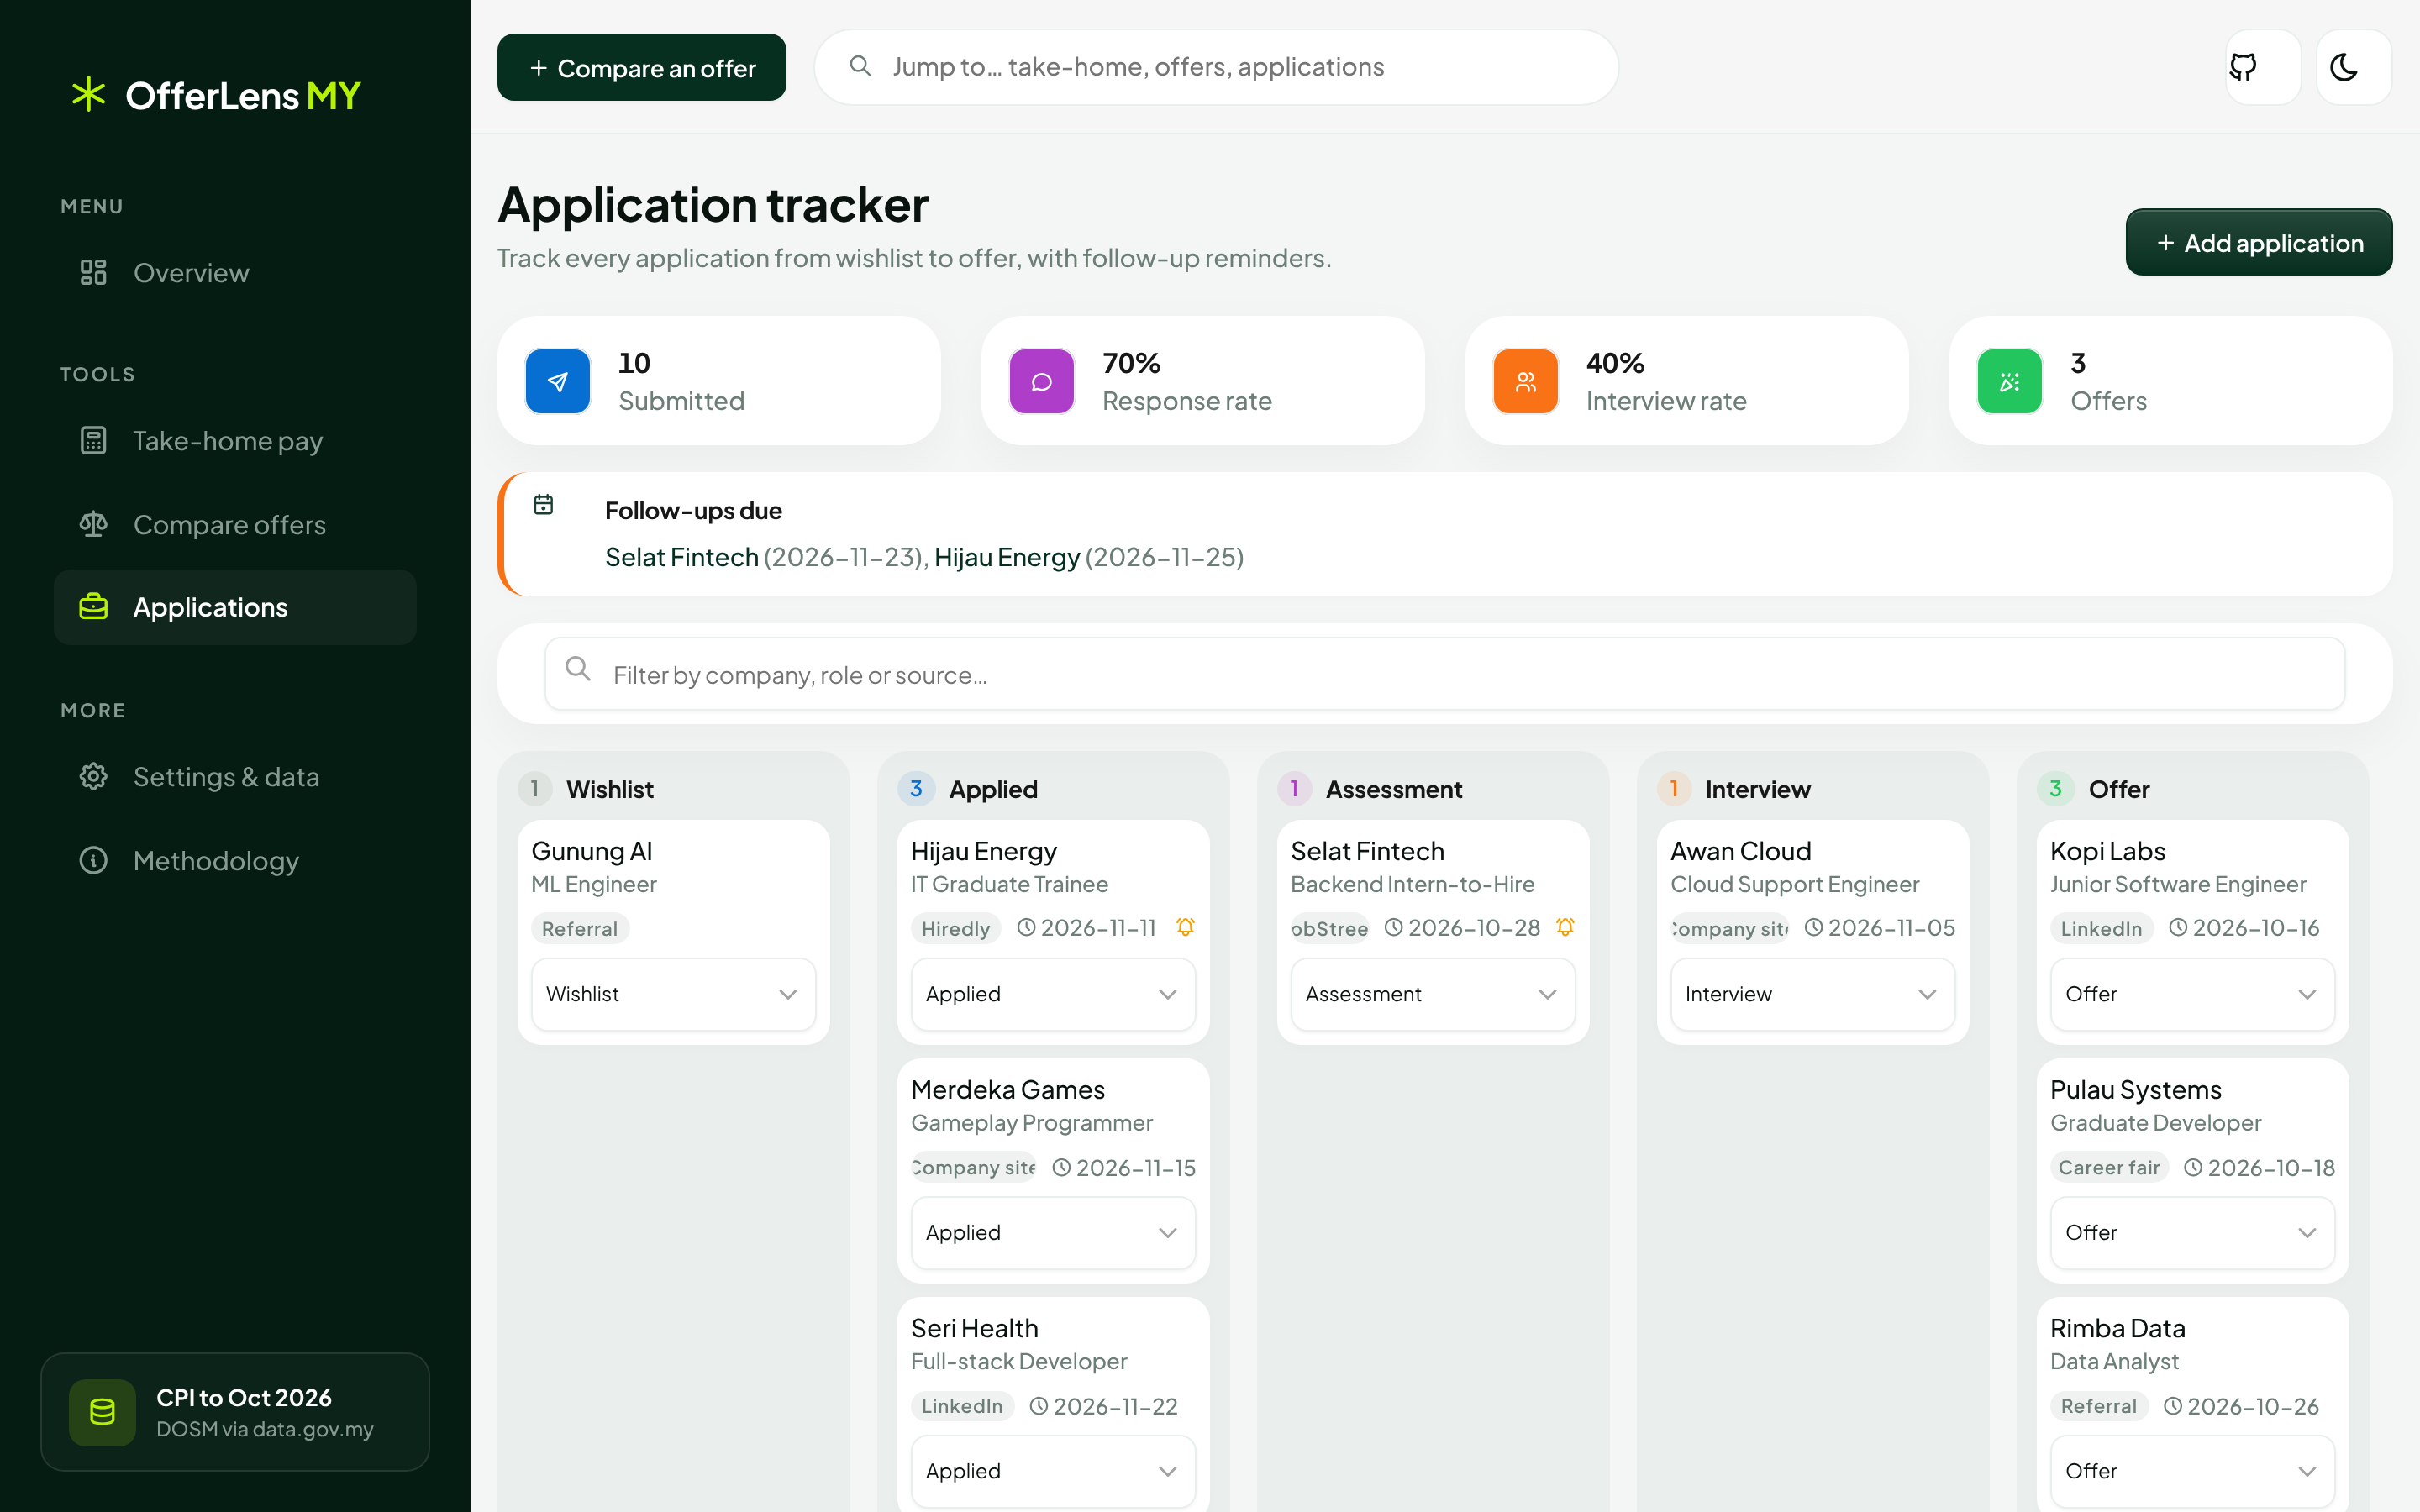 OfferLens MY
MENU
Overview
TOOLS
Take-home pay
Compare offers
Applications
MORE
Settings & data
Methodology
CPI to Oct 2026
DOSM via data.gov.my
+ Compare an offer
Jump to... take-home, offers, applications
Application tracker
Track every application from wishlist to offer, with follow-up reminders.
+ Add application
10
Submitted
70%
Response rate
40%
Interview rate
3
Offers
Follow-ups due
Selat Fintech (2026-11-23), Hijau Energy (2026-11-25)
Filter by company, role or source...
1 Wishlist
Gunung AI
ML Engineer
Referral
Wishlist
3 Applied
Hijau Energy
IT Graduate Trainee
Hiredly 2026-11-11
Applied
Merdeka Games
Gameplay Programmer
Company site 2026-11-15
Applied
Seri Health
Full-stack Developer
LinkedIn 2026-11-22
Applied
1 Assessment
Selat Fintech
Backend Intern-to-Hire
obStree 2026-10-28
Assessment
1 Interview
Awan Cloud
Cloud Support Engineer
Company site 2026-11-05
Interview
3 Offer
Kopi Labs
Junior Software Engineer
LinkedIn 2026-10-16
Offer
Pulau Systems
Graduate Developer
Career fair 2026-10-18
Offer
Rimba Data
Data Analyst
Referral 2026-10-26
Offer